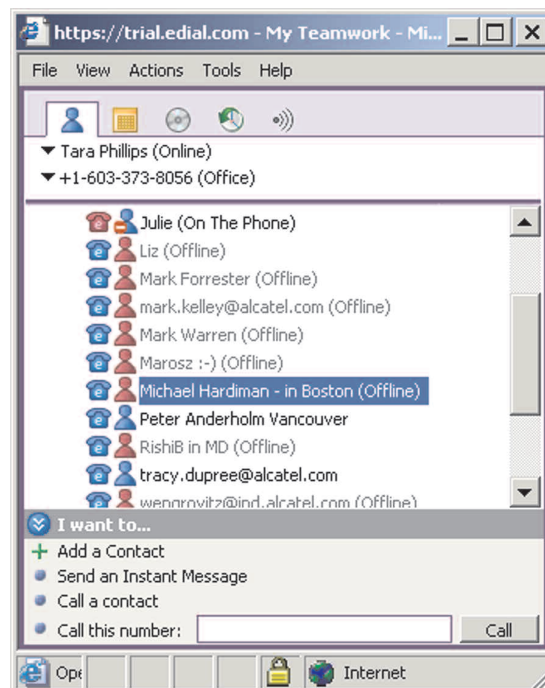 https://trial.edial.com - My Teamwork - Mi...
File View Actions Tools Help
Tara Phillips (Online)
+1-603-373-8056 (Office)
Julie (On The Phone)
Liz (Offline)
Mark Forrester (Offline)
mark.kelley@alcatel.com (Offline)
Mark Warren (Offline)
Marosz :-) (Offline)
Michael Hardiman - in Boston (Offline)
Peter Anderholm Vancouver
RishiB in MD (Offline)
tracy.dupree@alcatel.com
wengrovitz@ind.alcatel.com (Offline)
I want to...
Add a Contact
Send an Instant Message
Call a contact
Call this number: Call
Ope Internet